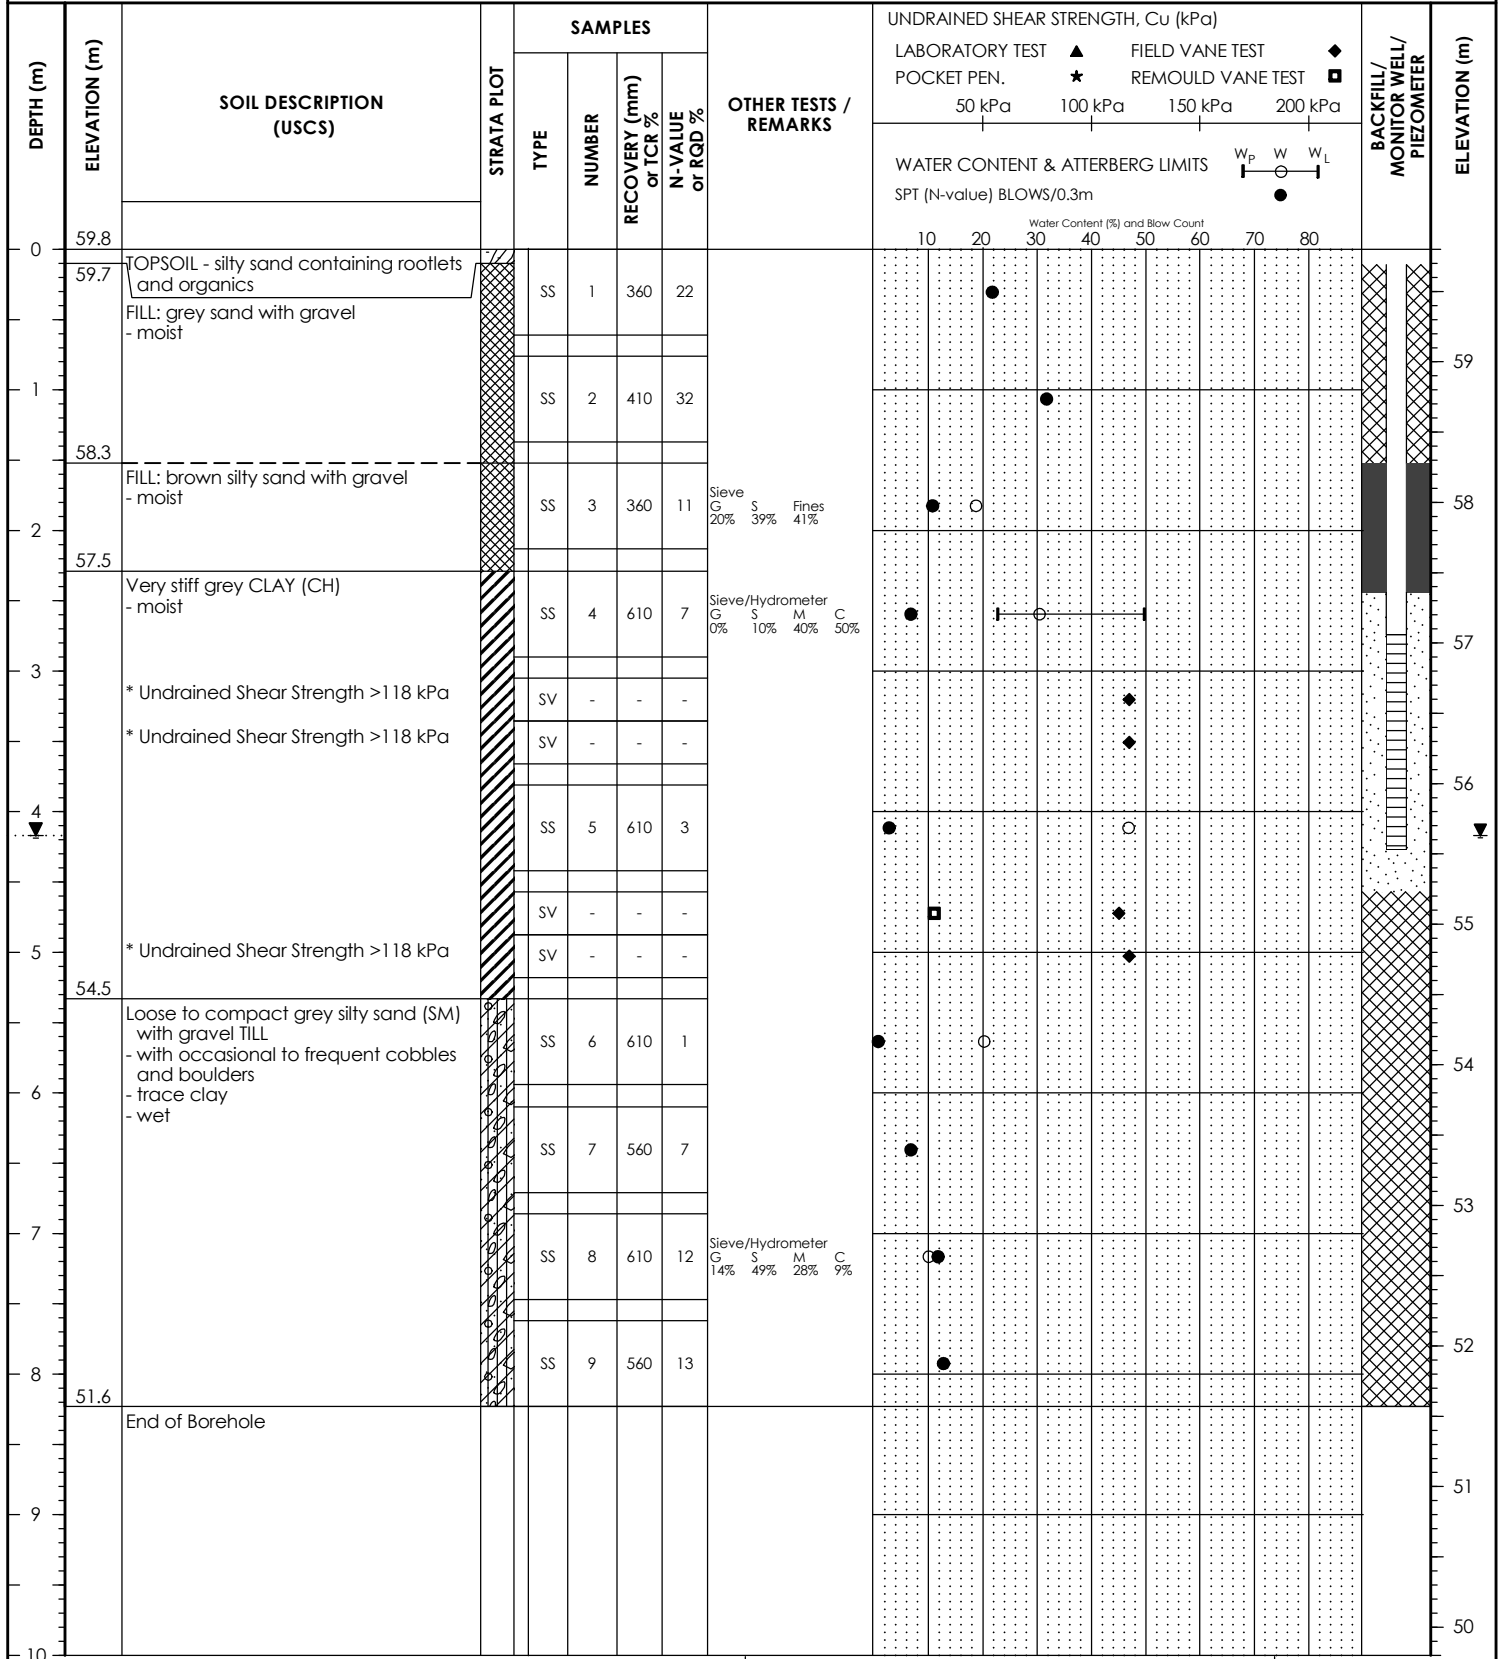 DEPTH (m)
ELEVATION (m)
SOIL DESCRIPTION
(USCS)
STRATA PLOT
SAMPLES
TYPE
NUMBER
RECOVERY (mm)
or TCR %
N-VALUE
or RQD %
OTHER TESTS /
REMARKS
UNDRAINED SHEAR STRENGTH, Cu (kPa)
LABORATORY TEST ▲ FIELD VANE TEST ◆
POCKET PEN. ★ REMOULD VANE TEST
50 kPa 100 kPa 150 kPa 200 kPa
WATER CONTENT & ATTERBERG LIMITS
WP W WL
SPT (N-value) BLOWS/0.3m ●
Water Content (%) and Blow Count
10 20 30 40 50 60 70 80
BACKFILL/
MONITOR WELL/
PIEZOMETER
ELEVATION (m)
0
59.8
59.7
TOPSOIL - silty sand containing rootlets
and organics
SS 1 360 22
FILL: grey sand with gravel
- moist
59
1
SS 2 410 32
58.3
FILL: brown silty sand with gravel
- moist
SS 3 360 11
Sieve
G S Fines
20% 39% 41%
58
2
57.5
Very stiff grey CLAY (CH)
- moist
SS 4 610 7
Sieve/Hydrometer
G S M C
0% 10% 40% 50%
57
3
* Undrained Shear Strength >118 kPa
SV - - -
* Undrained Shear Strength >118 kPa
SV - - -
56
4
SS 5 610 3
SV - - -
55
5
* Undrained Shear Strength >118 kPa
SV - - -
54.5
Loose to compact grey silty sand (SM)
with gravel TILL
- with occasional to frequent cobbles
and boulders
- trace clay
- wet
SS 6 610 1
54
6
SS 7 560 7
53
7
SS 8 610 12
Sieve/Hydrometer
G S M C
14% 49% 28% 9%
52
8
SS 9 560 13
51.6
End of Borehole
51
9
50
10